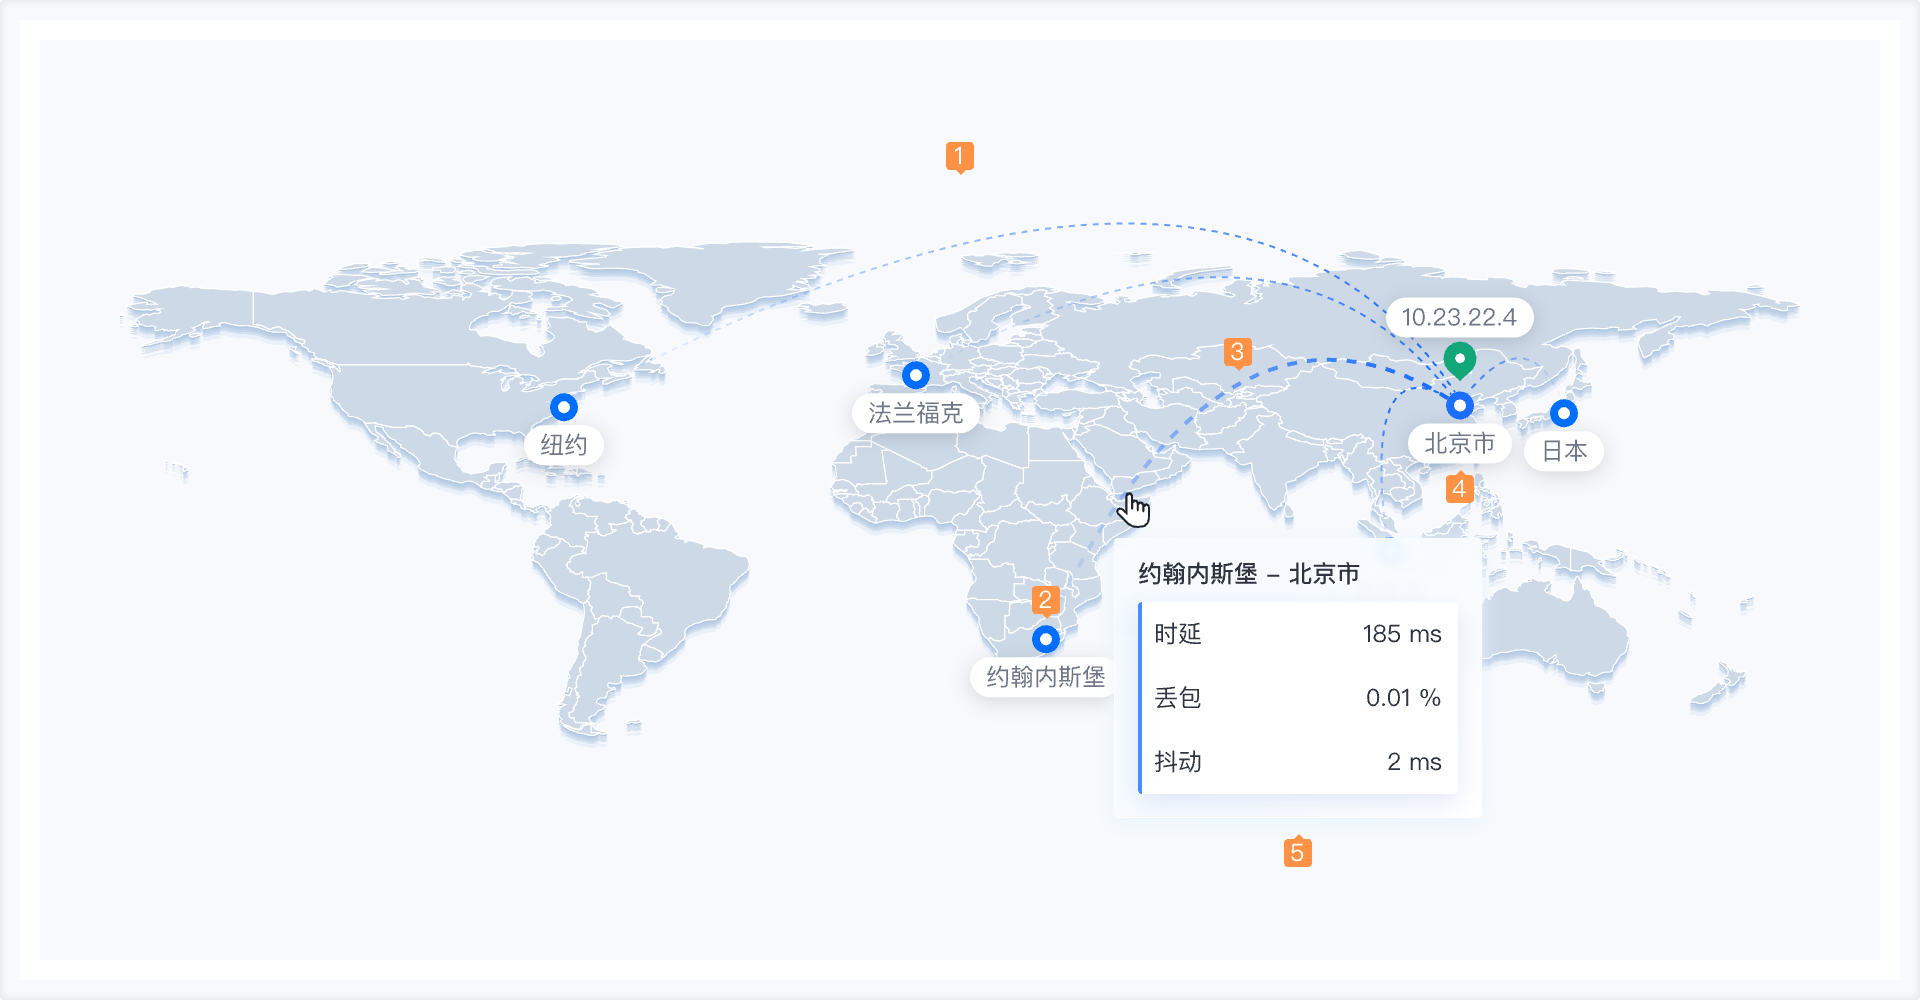 1
10.23.22.4
3
法兰福克
纽约
北京市
日本
4
约翰内斯堡 – 北京市
2
时延 185 ms
约翰内斯堡
丢包 0.01 %
抖动 2 ms
5